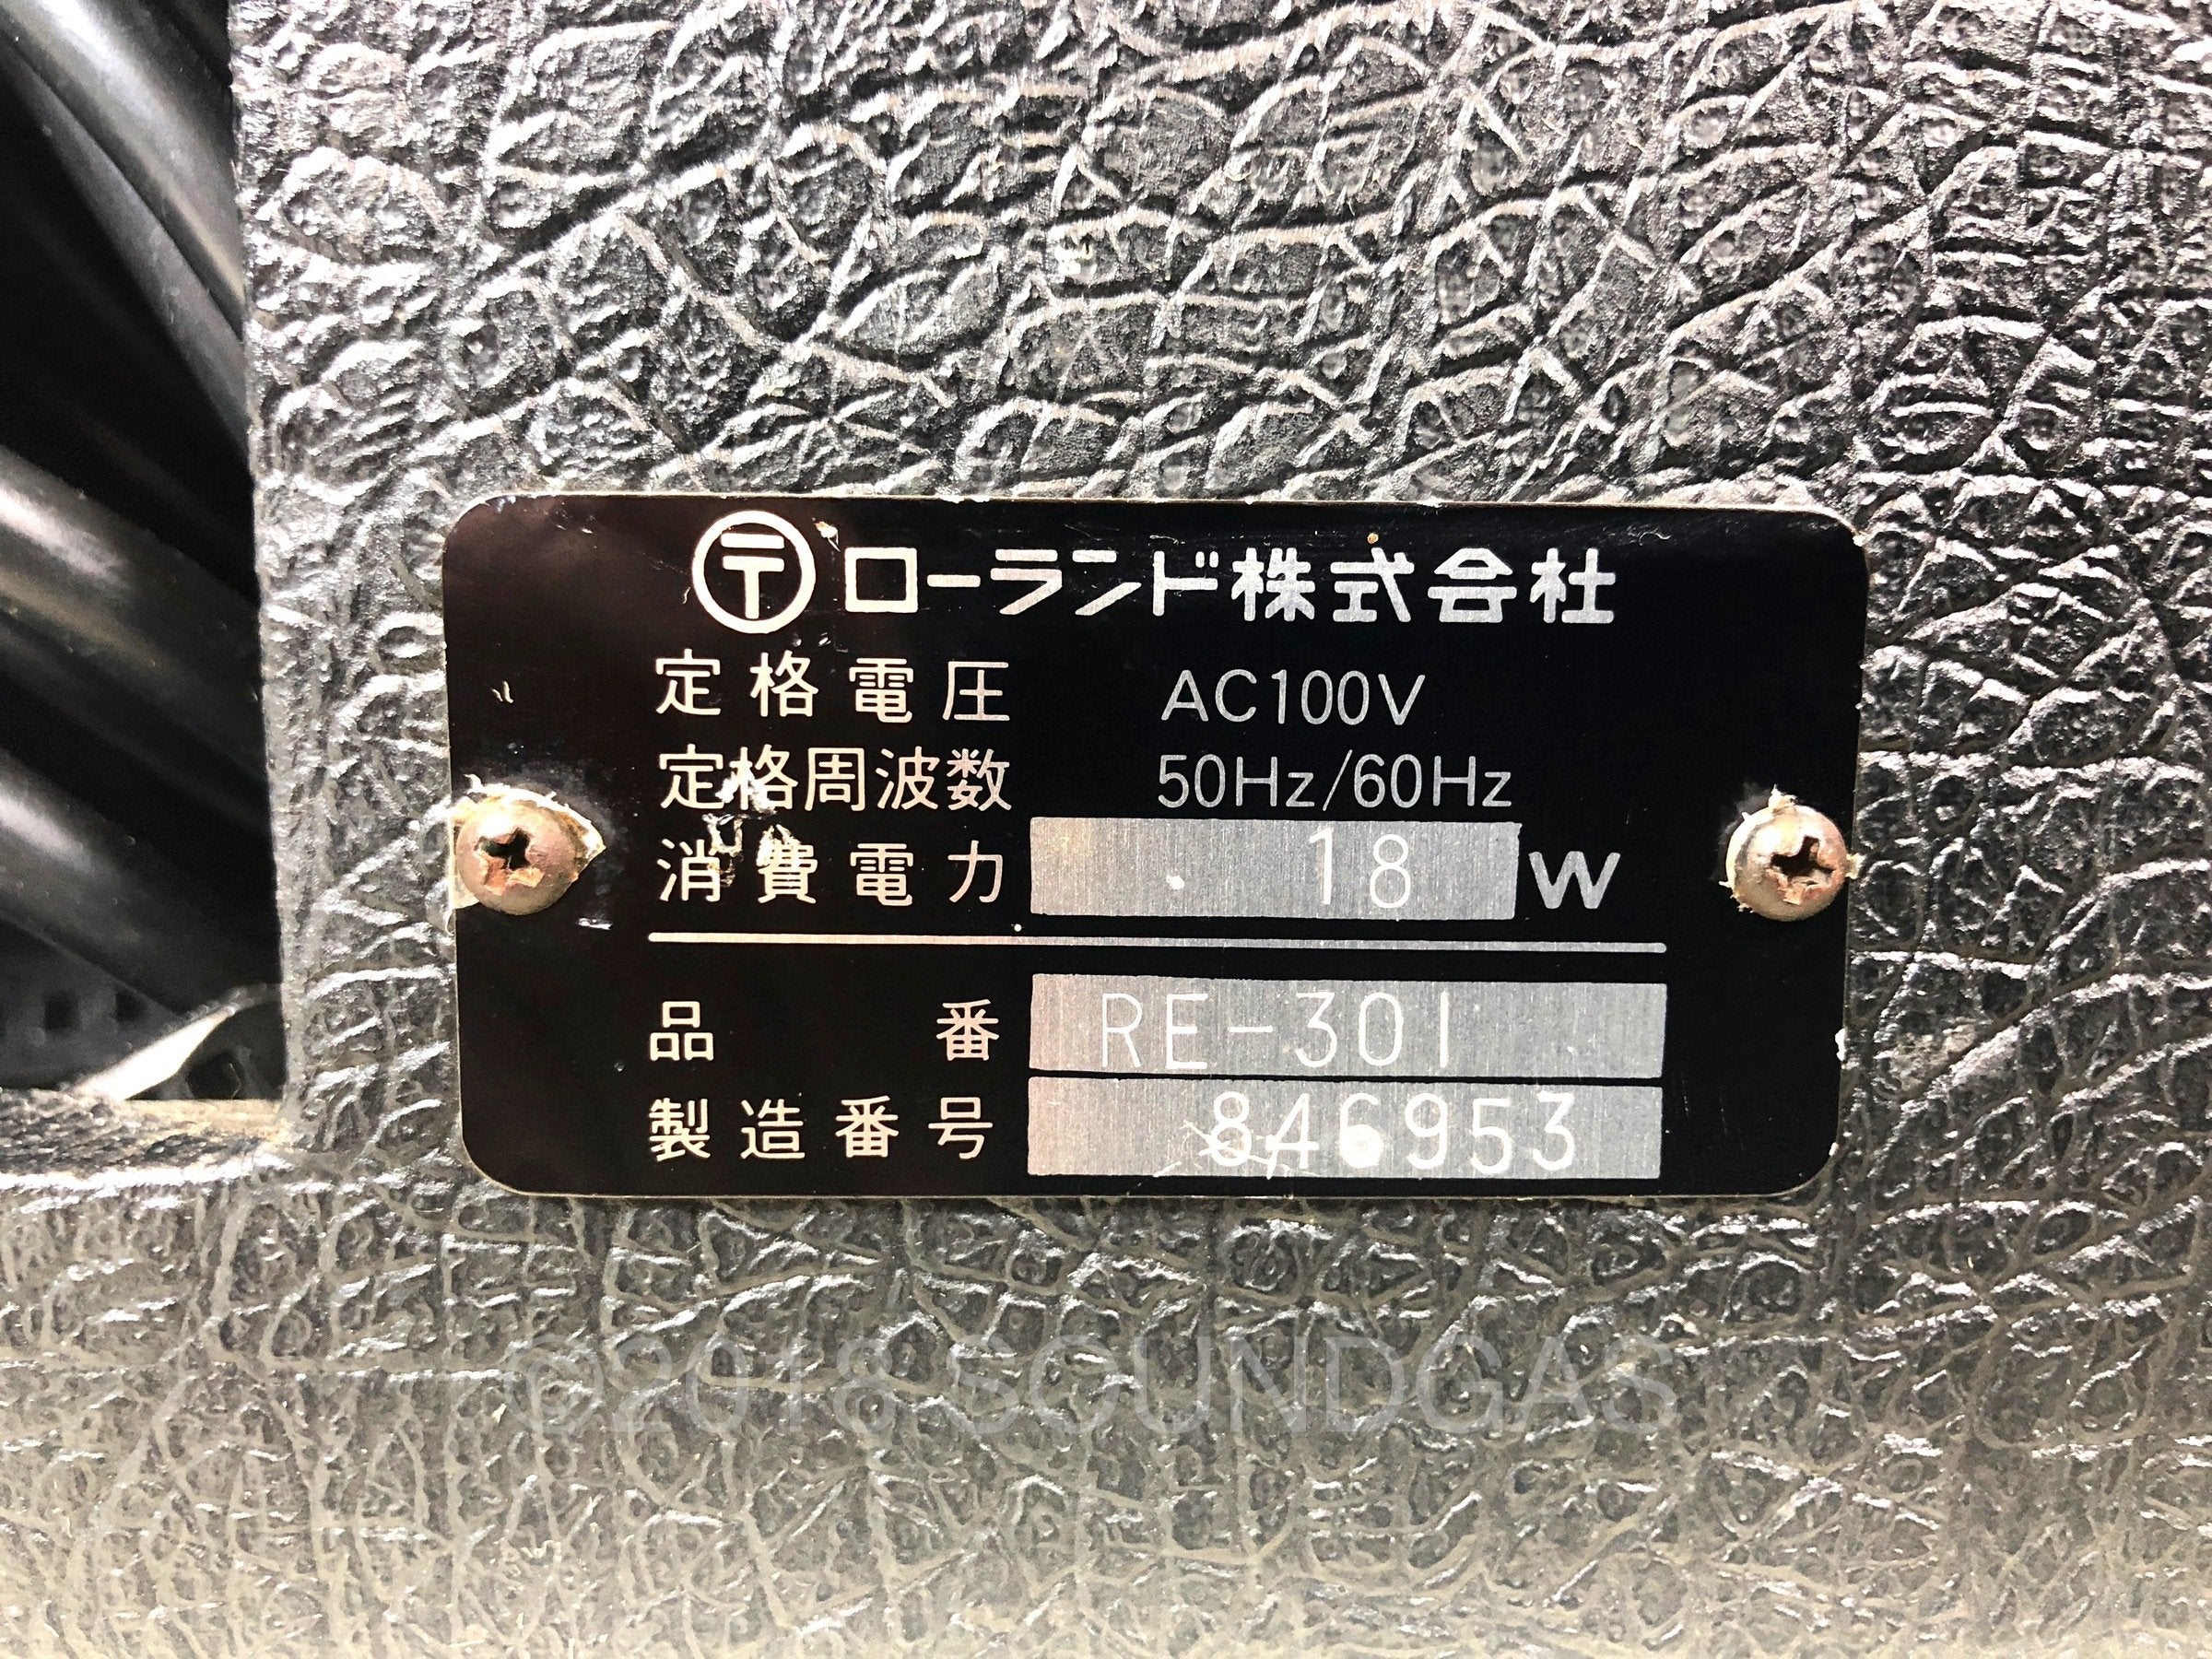 〶 ローランド株式会社
定格電圧 AC100V
定格周波数 50Hz/60Hz
消費電力 18 W
品番 RE-301
製造番号 846953
©2018 SOUNDGAS